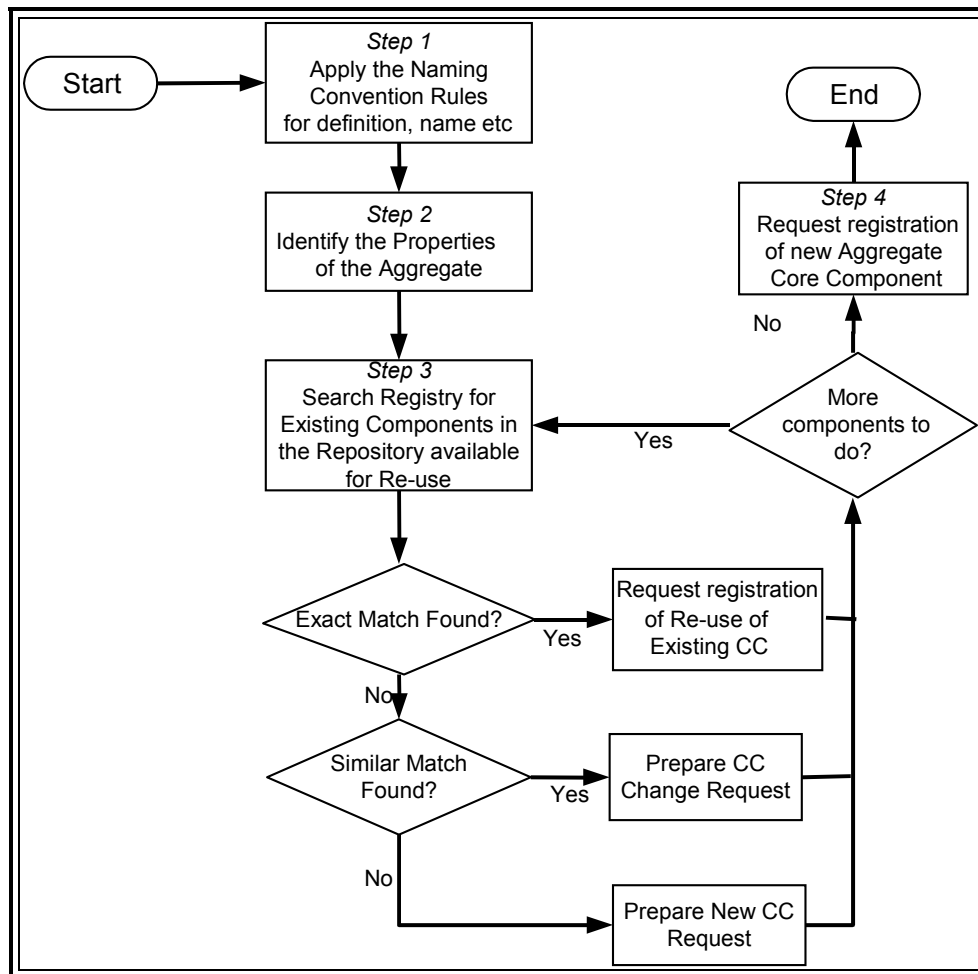 Start
Step 1
Apply the Naming
Convention Rules
for definition, name etc
End
Step 2
Identify the Properties
of the Aggregate
Step 4
Request registration
of new Aggregate
Core Component
No
Step 3
Search Registry for
Existing Components in
the Repository available
for Re-use
More
components to
do?
Yes
Exact Match Found?
Yes
Request registration
of Re-use of
Existing CC
No
Similar Match
Found?
Yes
Prepare CC
Change Request
No
Prepare New CC
Request